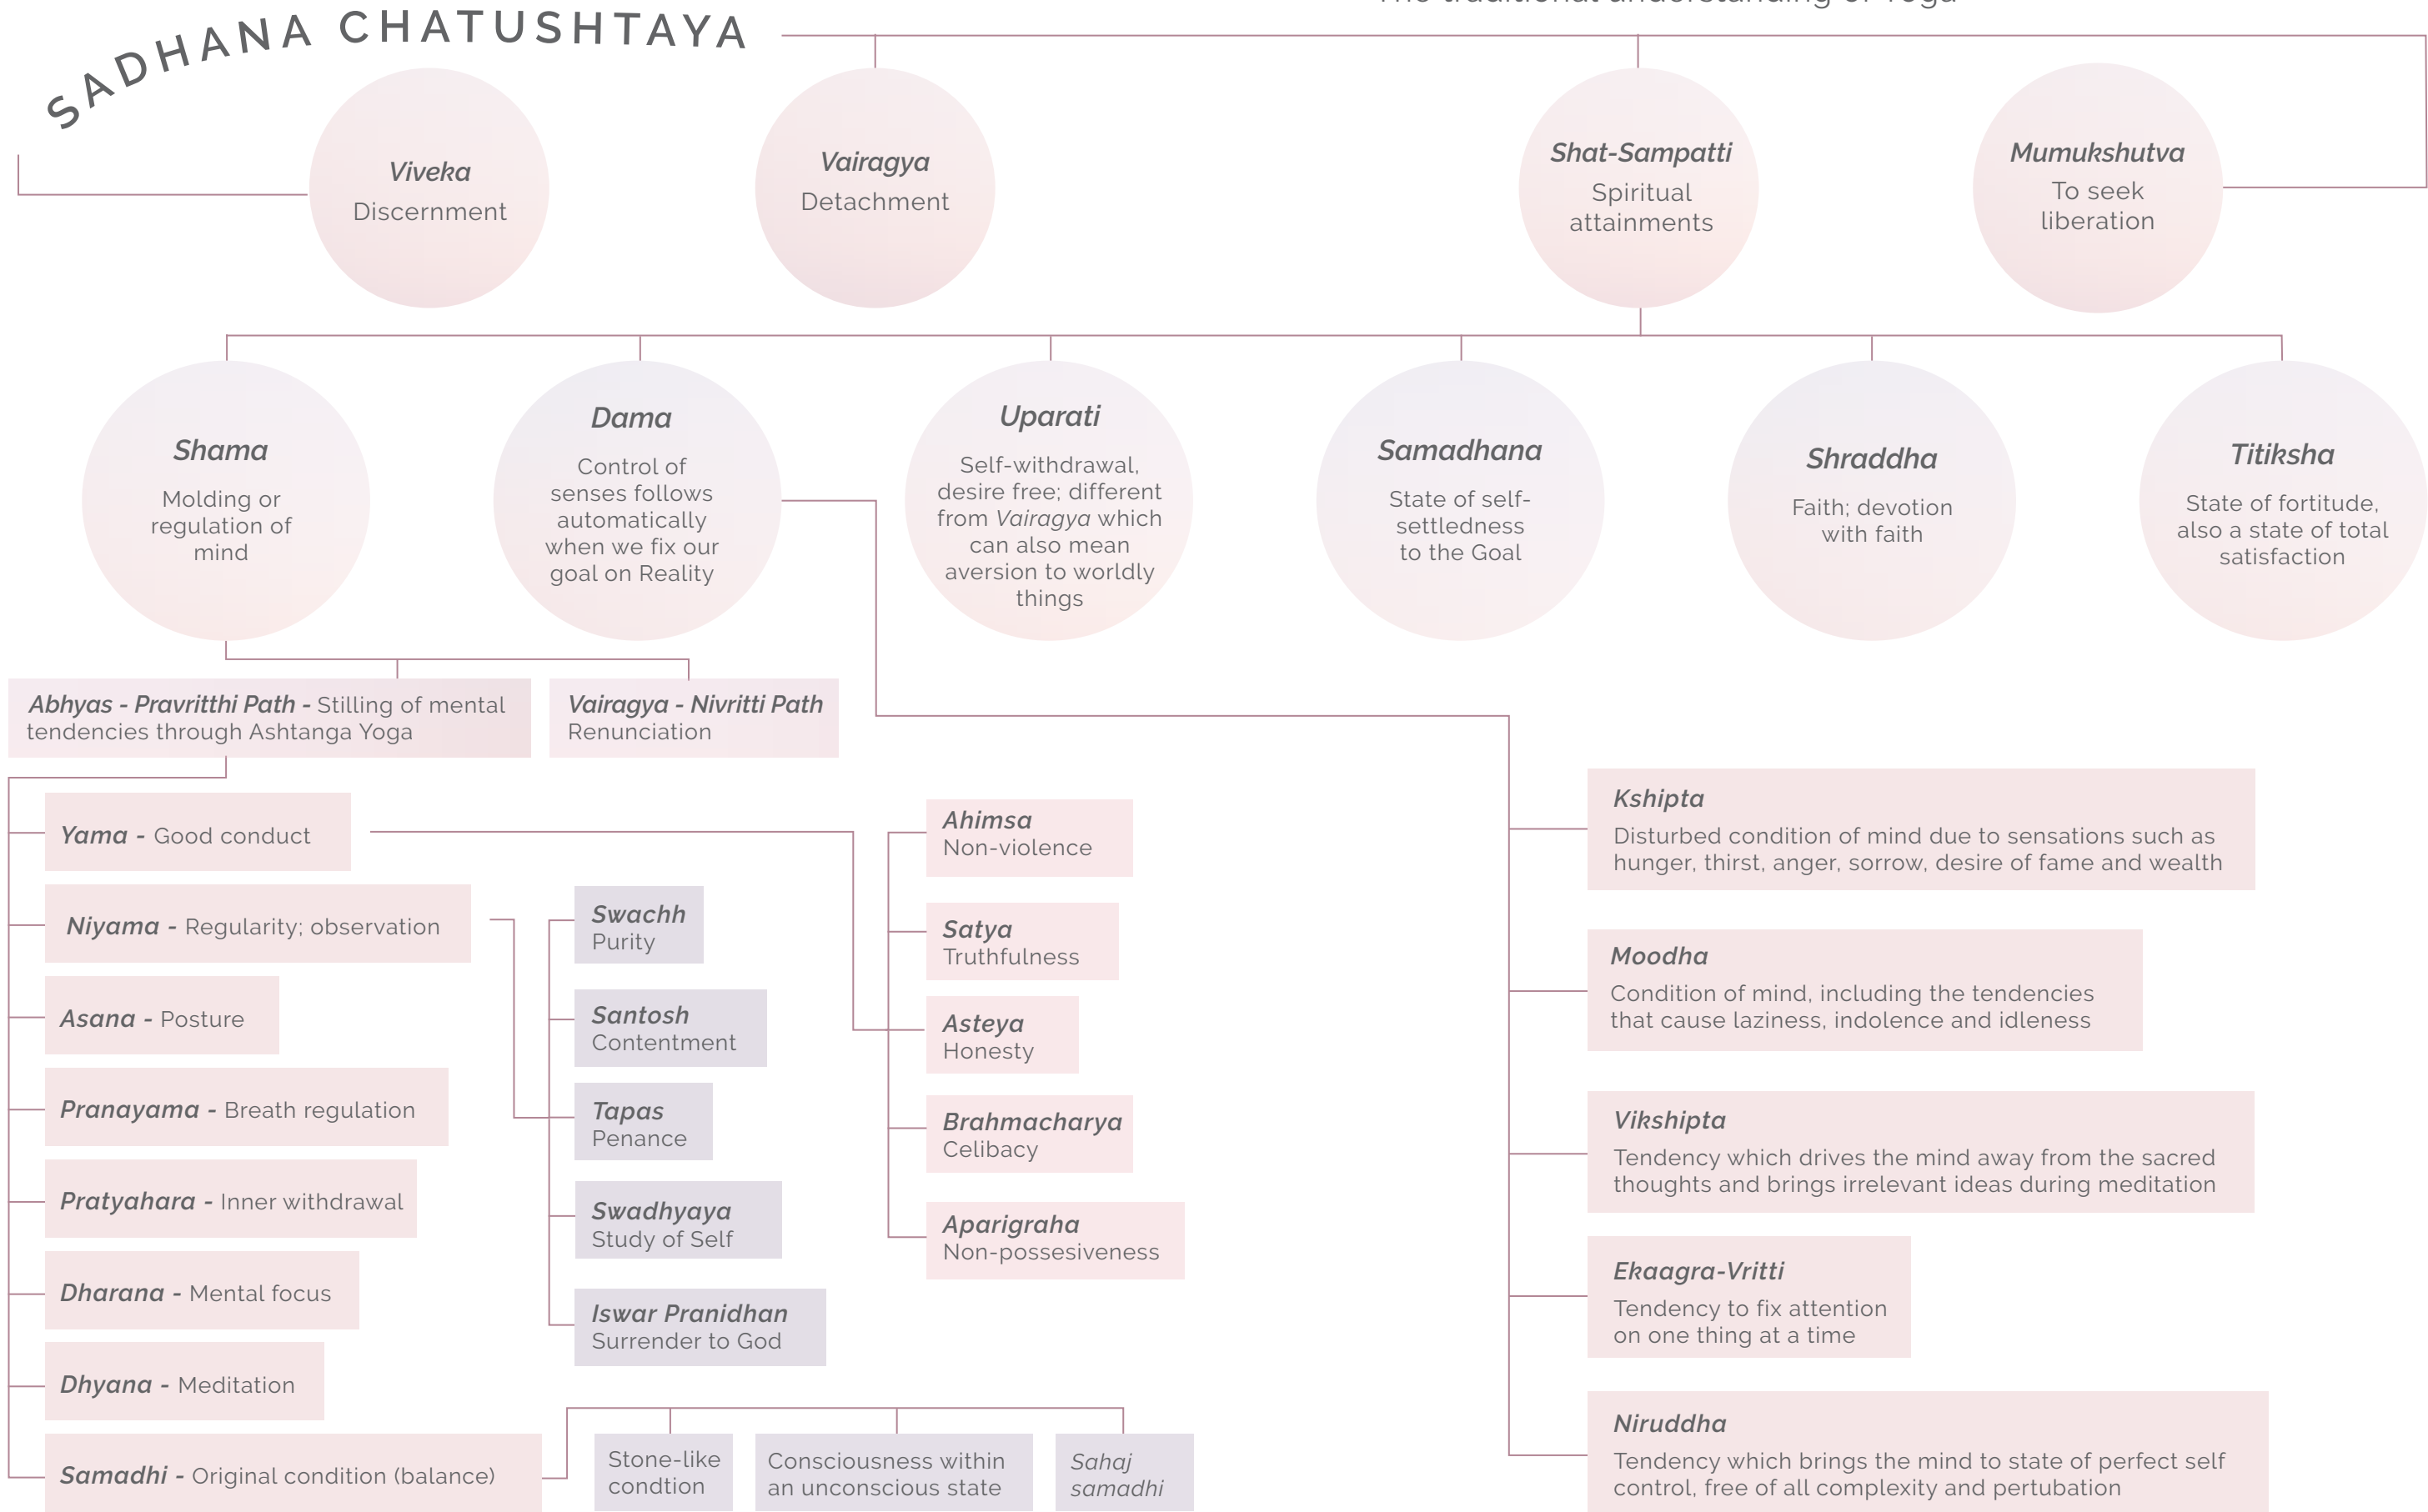 The traditional understanding of Yoga
SADHANA CHATUSHTAYA
Viveka
Discernment
Vairagya
Detachment
Shat-Sampatti
Spiritual
attainments
Mumukshutva
To seek
liberation
Shama
Molding or
regulation of
mind
Dama
Control of
senses follows
automatically
when we fix our
goal on Reality
Uparati
Self-withdrawal,
desire free; different
from Vairagya which
can also mean
aversion to worldly
things
Samadhana
State of self-
settledness
to the Goal
Shraddha
Faith; devotion
with faith
Titiksha
State of fortitude,
also a state of total
satisfaction
Abhyas - Pravritthi Path - Stilling of mental
tendencies through Ashtanga Yoga
Vairagya - Nivritti Path
Renunciation
Yama - Good conduct
Niyama - Regularity; observation
Asana - Posture
Pranayama - Breath regulation
Pratyahara - Inner withdrawal
Dharana - Mental focus
Dhyana - Meditation
Samadhi - Original condition (balance)
Swachh
Purity
Santosh
Contentment
Tapas
Penance
Swadhyaya
Study of Self
Iswar Pranidhan
Surrender to God
Ahimsa
Non-violence
Satya
Truthfulness
Asteya
Honesty
Brahmacharya
Celibacy
Aparigraha
Non-possesiveness
Stone-like
condtion
Consciousness within
an unconscious state
Sahaj
samadhi
Kshipta
Disturbed condition of mind due to sensations such as
hunger, thirst, anger, sorrow, desire of fame and wealth
Moodha
Condition of mind, including the tendencies
that cause laziness, indolence and idleness
Vikshipta
Tendency which drives the mind away from the sacred
thoughts and brings irrelevant ideas during meditation
Ekaagra-Vritti
Tendency to fix attention
on one thing at a time
Niruddha
Tendency which brings the mind to state of perfect self
control, free of all complexity and pertubation